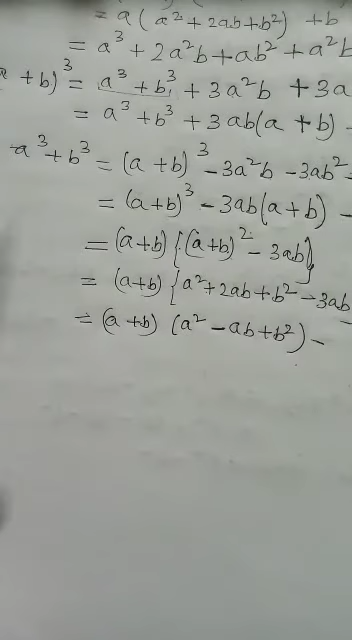 = a(a² + 2ab + b²) + b
= a³ + 2a²b + ab² + a²b
+ b)³ = a³ + b³ + 3a²b + 3a
= a³ + b³ + 3ab(a + b) -
a³ + b³ = (a + b)³ - 3a²b - 3ab²
= (a+b)³ - 3ab(a+b) -
= (a+b) {(a+b)² - 3ab}
= (a+b) {a² + 2ab + b² - 3ab
= (a+b) (a² - ab + b²) -